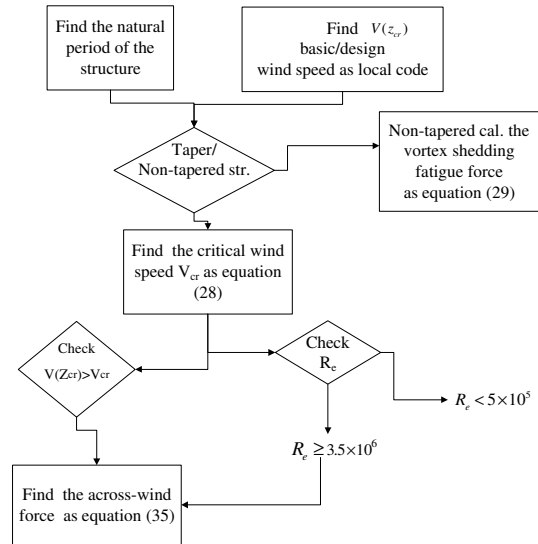 Find the natural
period of the
structure
Find V(z_cr)
basic/design
wind speed as local code
Taper/
Non-tapered str.
Non-tapered cal. the
vortex shedding
fatigue force
as equation (29)
Find the critical wind
speed V_cr as equation
(28)
Check
V(Zcr)>Vcr
Check
R_e
R_e < 5×10^5
R_e ≥ 3.5×10^6
Find the across-wind
force as equation (35)